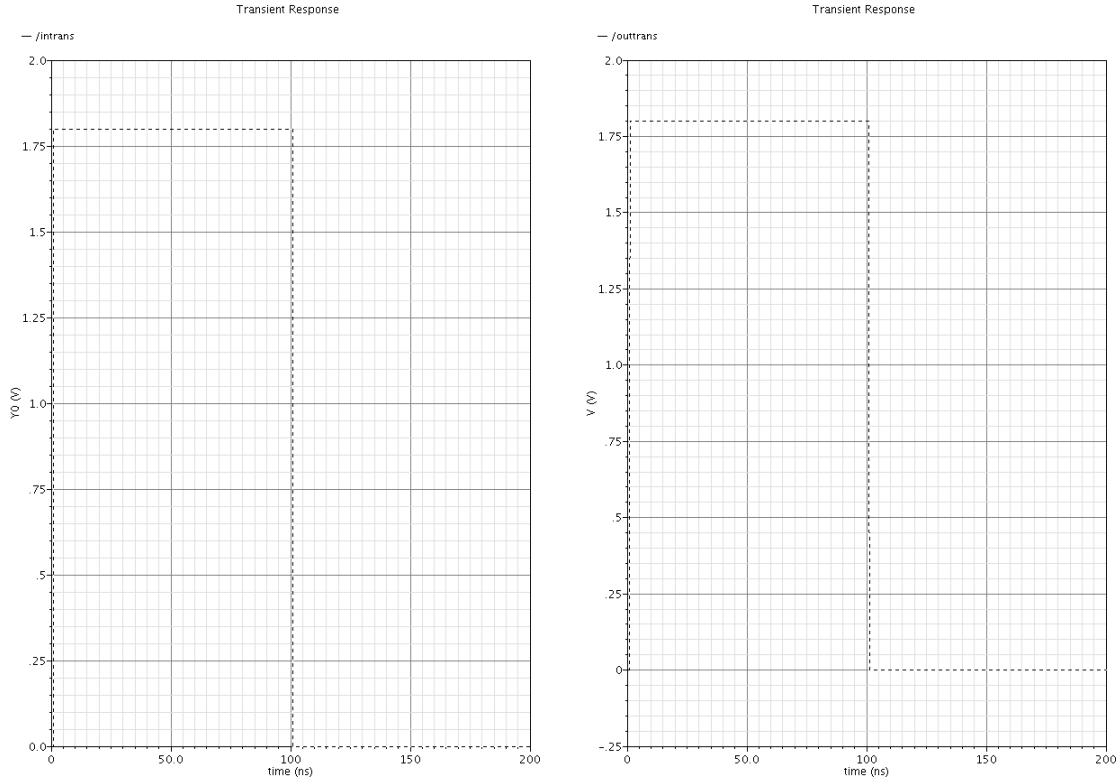 Transient Response
— /intrans
2.0
1.75
1.5
1.25
1.0
.75
.5
.25
0.0
Y0 (V)
0 50.0 100 150 200
time (ns)
Transient Response
— /outtrans
2.0
1.75
1.5
1.25
1.0
.75
.5
.25
0
-.25
V (V)
0 50.0 100 150 200
time (ns)